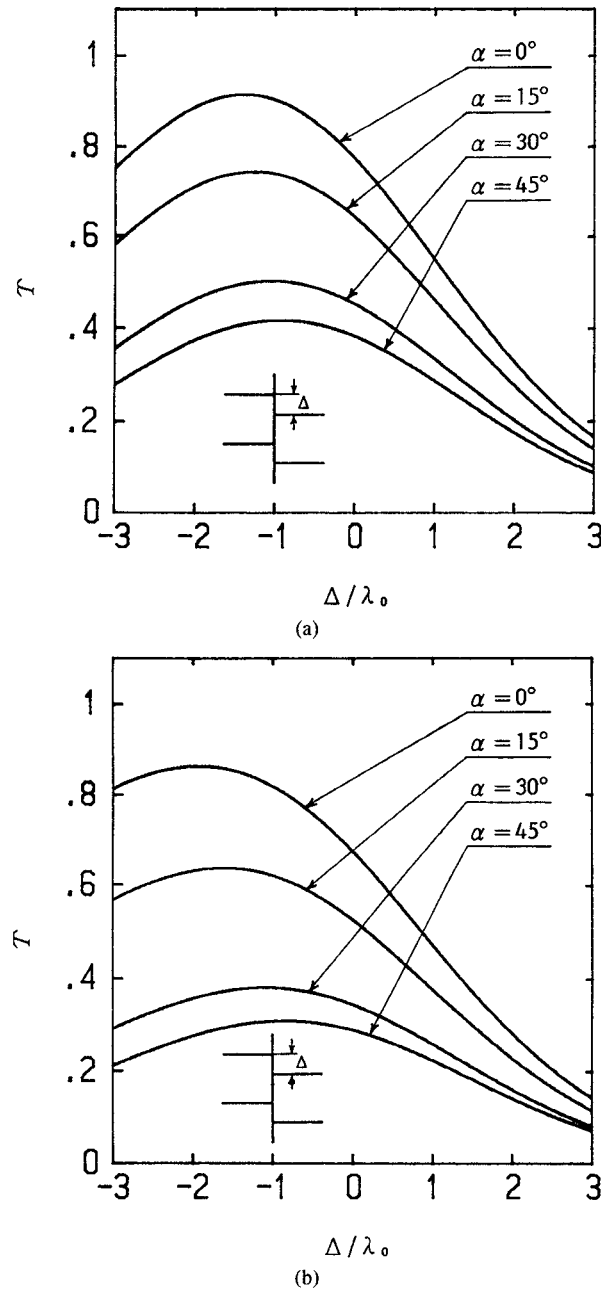 1
α = 0°
α = 15°
.8
α = 30°
α = 45°
.6
T
.4
Δ
.2
0
-3 -2 -1 0 1 2 3
Δ / λ₀
(a)
1
α = 0°
α = 15°
.8
α = 30°
α = 45°
.6
T
.4
Δ
.2
0
-3 -2 -1 0 1 2 3
Δ / λ₀
(b)